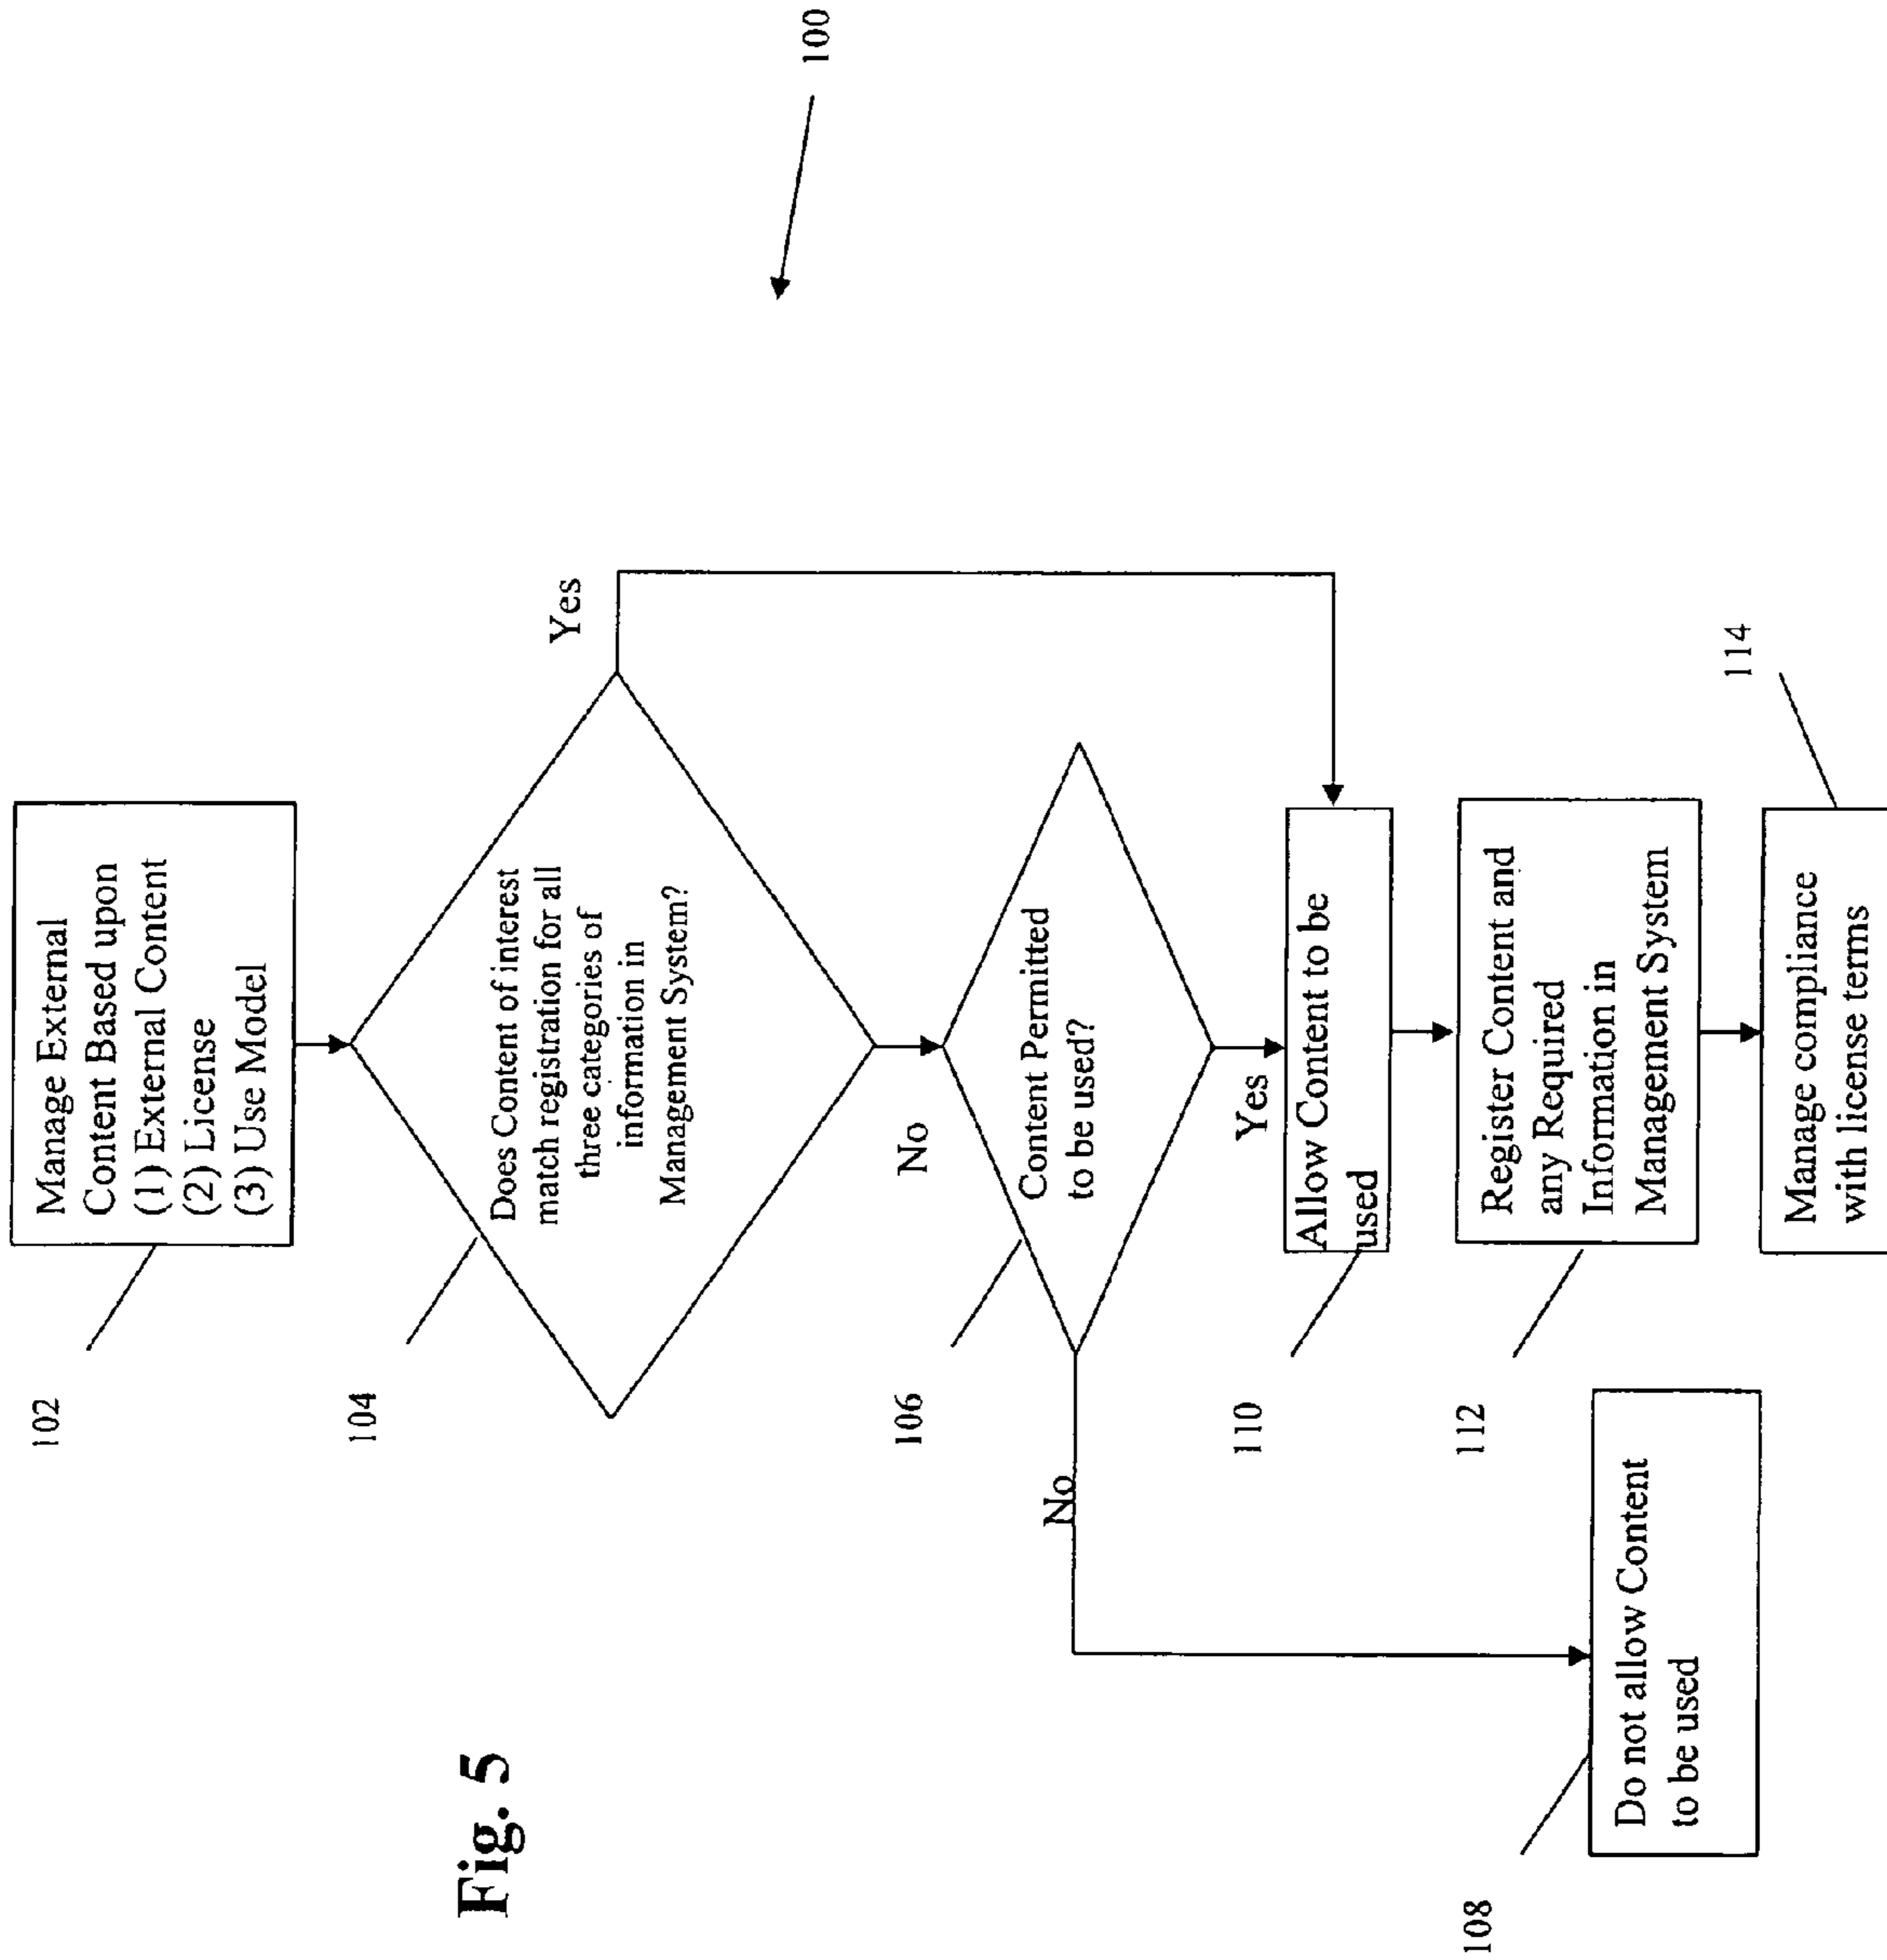 Fig. 5
100
102
Manage External
Content Based upon
(1) External Content
(2) License
(3) Use Model
104
Does Content of interest
match registration for all
three categories of
information in
Management System?
Yes
No
106
Content Permitted
to be used?
No
Yes
108
Do not allow Content
to be used
110
Allow Content to be
used
112
Register Content and
any Required
Information in
Management System
114
Manage compliance
with license terms